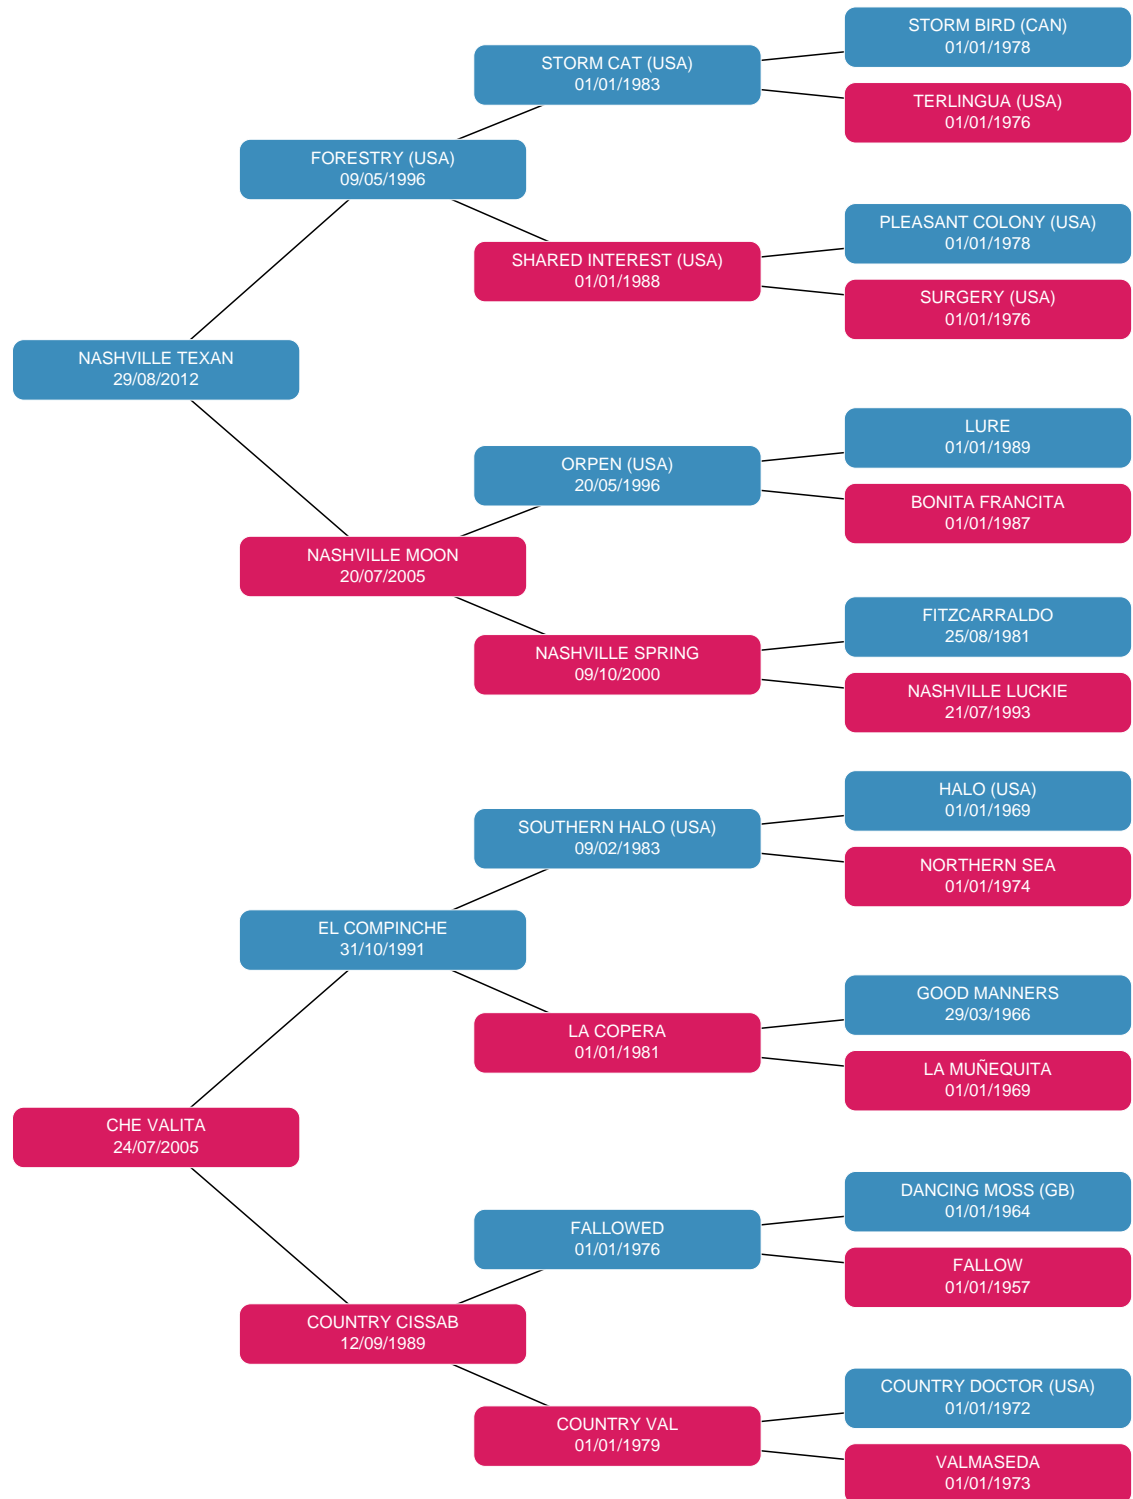 STORM BIRD (CAN)
01/01/1978
STORM CAT (USA)
01/01/1983
TERLINGUA (USA)
01/01/1976
FORESTRY (USA)
09/05/1996
PLEASANT COLONY (USA)
01/01/1978
SHARED INTEREST (USA)
01/01/1988
SURGERY (USA)
01/01/1976
NASHVILLE TEXAN
29/08/2012
LURE
01/01/1989
ORPEN (USA)
20/05/1996
BONITA FRANCITA
01/01/1987
NASHVILLE MOON
20/07/2005
FITZCARRALDO
25/08/1981
NASHVILLE SPRING
09/10/2000
NASHVILLE LUCKIE
21/07/1993
HALO (USA)
01/01/1969
SOUTHERN HALO (USA)
09/02/1983
NORTHERN SEA
01/01/1974
EL COMPINCHE
31/10/1991
GOOD MANNERS
29/03/1966
LA COPERA
01/01/1981
LA MUÑEQUITA
01/01/1969
CHE VALITA
24/07/2005
DANCING MOSS (GB)
01/01/1964
FALLOWED
01/01/1976
FALLOW
01/01/1957
COUNTRY CISSAB
12/09/1989
COUNTRY DOCTOR (USA)
01/01/1972
COUNTRY VAL
01/01/1979
VALMASEDA
01/01/1973